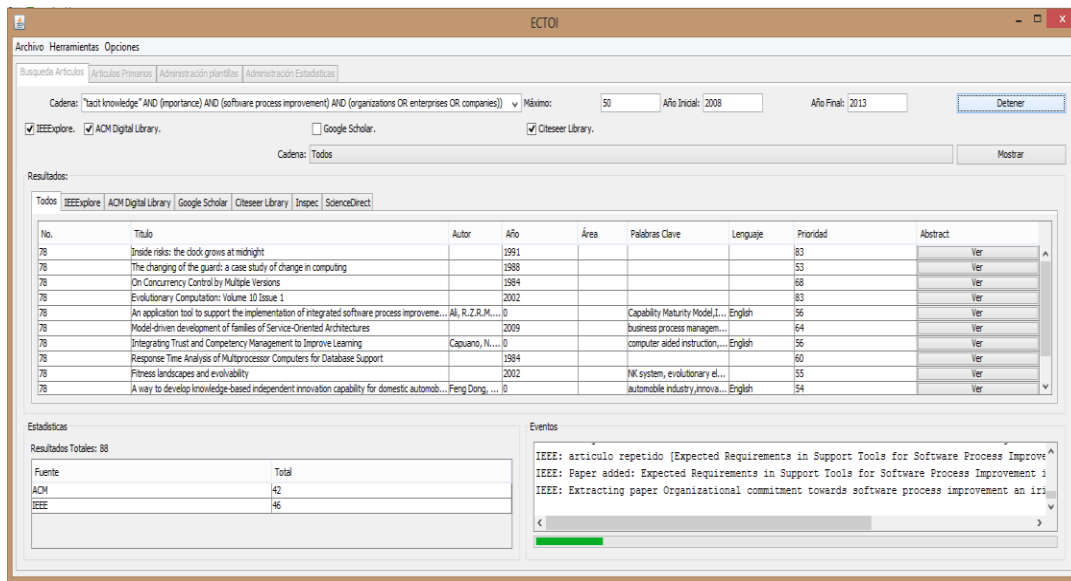 ECTOI
Archivo Herramientas Opciones
Busqueda Artículos Artículos Primarios Administración plantillas Administración Estadísticas
Cadena: "tacit knowledge" AND (importance) AND (software process improvement) AND (organizations OR enterprises OR companies)) Máximo: 50 Año Inicial: 2008 Año Final: 2013 Detener
IEEExplore. ACM Digital Library. Google Scholar. Citeseer Library.
Cadena: Todos Mostrar
Resultados:
Todos IEEExplore ACM Digital Library Google Scholar Citeseer Library Inspec ScienceDirect
No. Titulo Autor Año Área Palabras Clave Lenguaje Prioridad Abstract
78 Inside risks: the clock grows at midnight 1991 83 Ver
78 The changing of the guard: a case study of change in computing 1988 53 Ver
78 On Concurrency Control by Multiple Versions 1984 68 Ver
78 Evolutionary Computation: Volume 10 Issue 1 2002 83 Ver
78 An application tool to support the implementation of integrated software process improveme... Ali, R.Z.R.M.... 0 Capability Maturity Model,I... English 56 Ver
78 Model-driven development of families of Service-Oriented Architectures 2009 business process managem... 64 Ver
78 Integrating Trust and Competency Management to Improve Learning Capuano, N.... 0 computer aided instruction,... English 56 Ver
78 Response Time Analysis of Multiprocessor Computers for Database Support 1984 60 Ver
78 Fitness landscapes and evolvability 2002 NK system, evolutionary el... 55 Ver
78 A way to develop knowledge-based independent innovation capability for domestic automob... Feng Dong, ... 0 automobile industry,innova... English 54 Ver
Estadisticas
Resultados Totales: 88
Fuente Total
ACM 42
IEEE 46
Eventos
IEEE: articulo repetido [Expected Requirements in Support Tools for Software Process Improve
IEEE: Paper added: Expected Requirements in Support Tools for Software Process Improvement i
IEEE: Extracting paper Organizational commitment towards software process improvement an iri